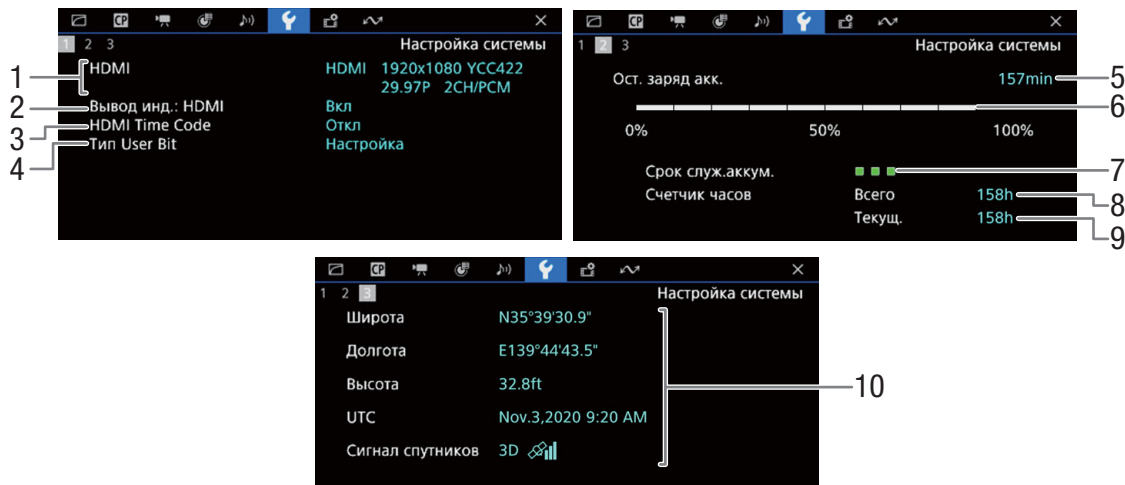 CP
1 2 3
Настройка системы
HDMI HDMI 1920x1080 YCC422
29.97P 2CH/PCM
Вывод инд.: HDMI Вкл
HDMI Time Code Откл
Тип User Bit Настройка
1
2
3
4
CP
1 2 3
Настройка системы
Ост. заряд акк. 157min
0% 50% 100%
Срок служ.аккум.
Счетчик часов Всего 158h
Текущ. 158h
5
6
7
8
9
CP
1 2 3
Настройка системы
Широта N35°39'30.9"
Долгота E139°44'43.5"
Высота 32.8ft
UTC Nov.3,2020 9:20 AM
Сигнал спутников 3D
10